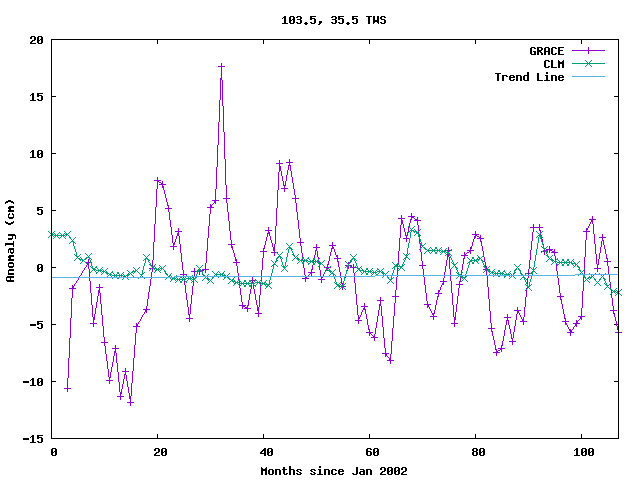 103.5, 35.5 TWS
GRACE
CLM
Trend Line
20
15
10
5
0
-5
-10
-15
Anomaly (cm)
0 20 40 60 80 100
Months since Jan 2002